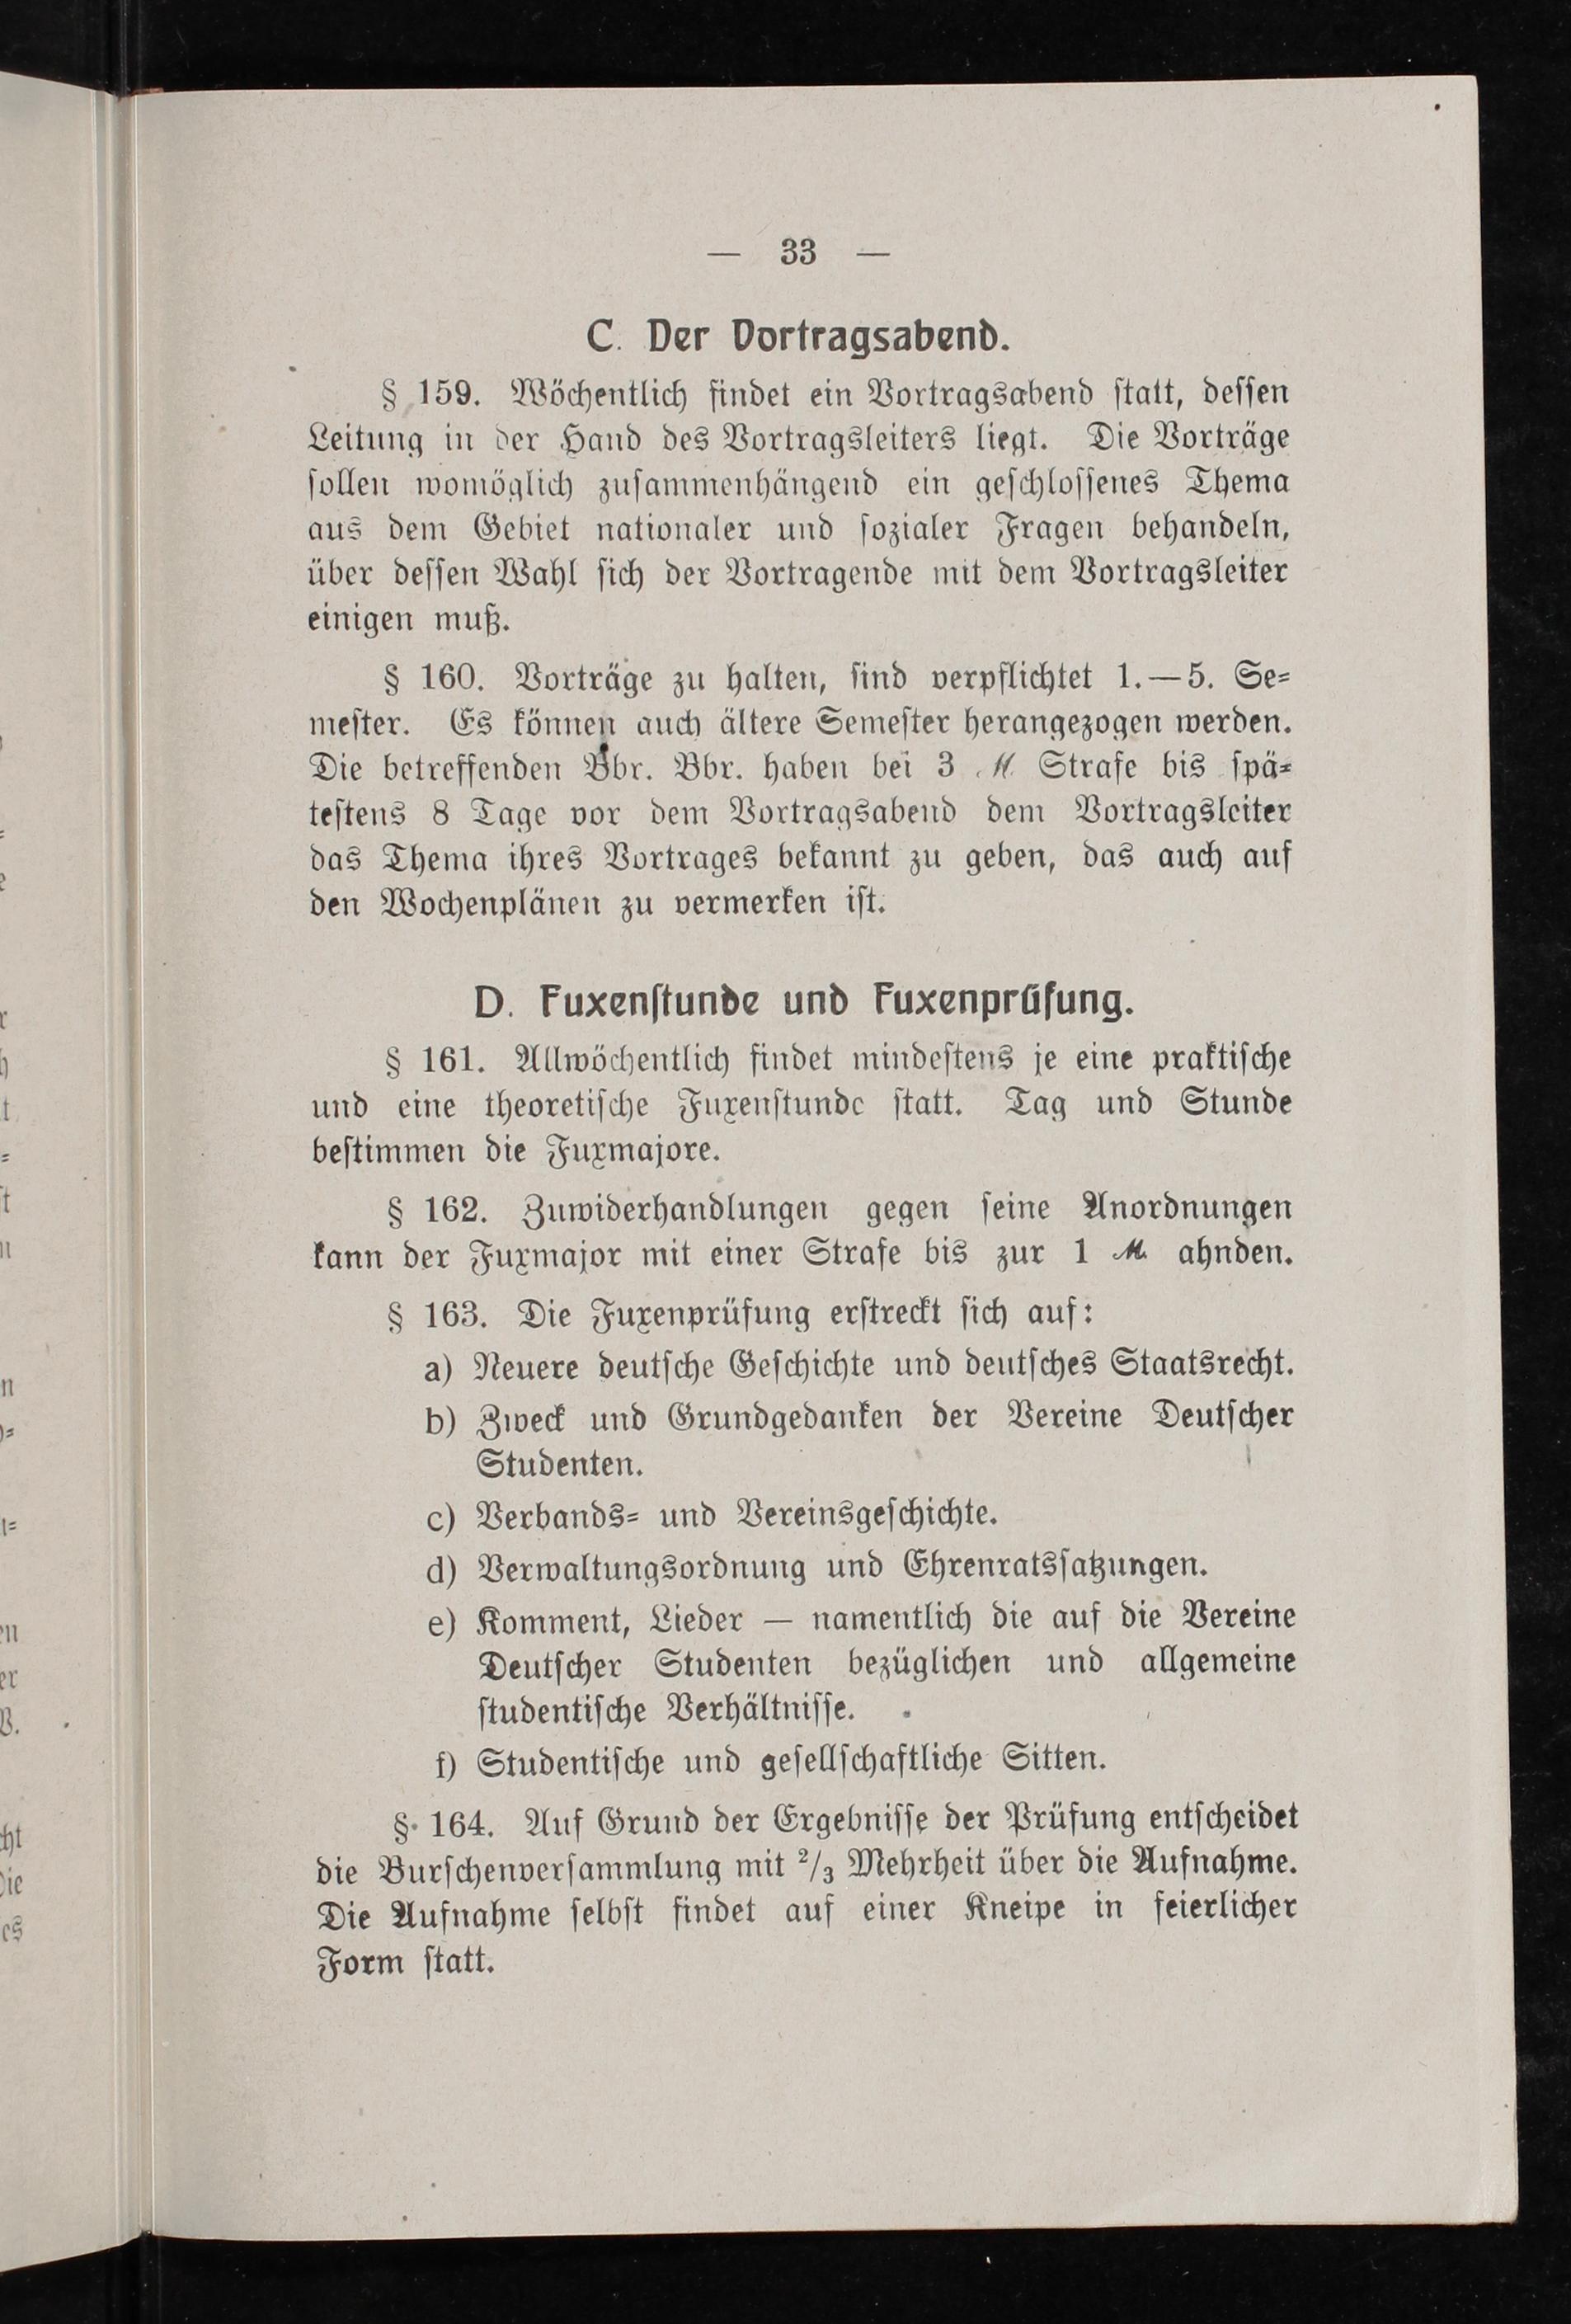 — 33 —
C. Der Vortragsabend.
§ 159. Wöchentlich findet ein Vortragsabend statt, dessen
Leitung in der Hand des Vortragsleiters liegt. Die Vorträge
sollen womöglich zusammenhängend ein geschlossenes Thema
aus dem Gebiet nationaler und sozialer Fragen behandeln,
über dessen Wahl sich der Vortragende mit dem Vortragsleiter
einigen muß.
§ 160. Vorträge zu halten, sind verpflichtet 1.—5. Se-
mester. Es können auch ältere Semester herangezogen werden.
Die betreffenden Bbr. Bbr. haben bei 3 M. Strafe bis spä-
testens 8 Tage vor dem Vortragsabend dem Vortragsleiter
das Thema ihres Vortrages bekannt zu geben, das auch auf
den Wochenplänen zu vermerken ist.
D. Fuxenstunde und Fuxenprüfung.
§ 161. Allwöchentlich findet mindestens je eine praktische
und eine theoretische Fuxenstunde statt. Tag und Stunde
bestimmen die Fuxmajore.
§ 162. Zuwiderhandlungen gegen seine Anordnungen
kann der Fuxmajor mit einer Strafe bis zur 1 M. ahnden.
§ 163. Die Fuxenprüfung erstreckt sich auf:
a) Neuere deutsche Geschichte und deutsches Staatsrecht.
b) Zweck und Grundgedanken der Vereine Deutscher
Studenten.
c) Verbands- und Vereinsgeschichte.
d) Verwaltungsordnung und Ehrenratssatzungen.
e) Komment, Lieder — namentlich die auf die Vereine
Deutscher Studenten bezüglichen und allgemeine
studentische Verhältnisse.
f) Studentische und gesellschaftliche Sitten.
§ 164. Auf Grund der Ergebnisse der Prüfung entscheidet
die Burschenversammlung mit 2/3 Mehrheit über die Aufnahme.
Die Aufnahme selbst findet auf einer Kneipe in feierlicher
Form statt.